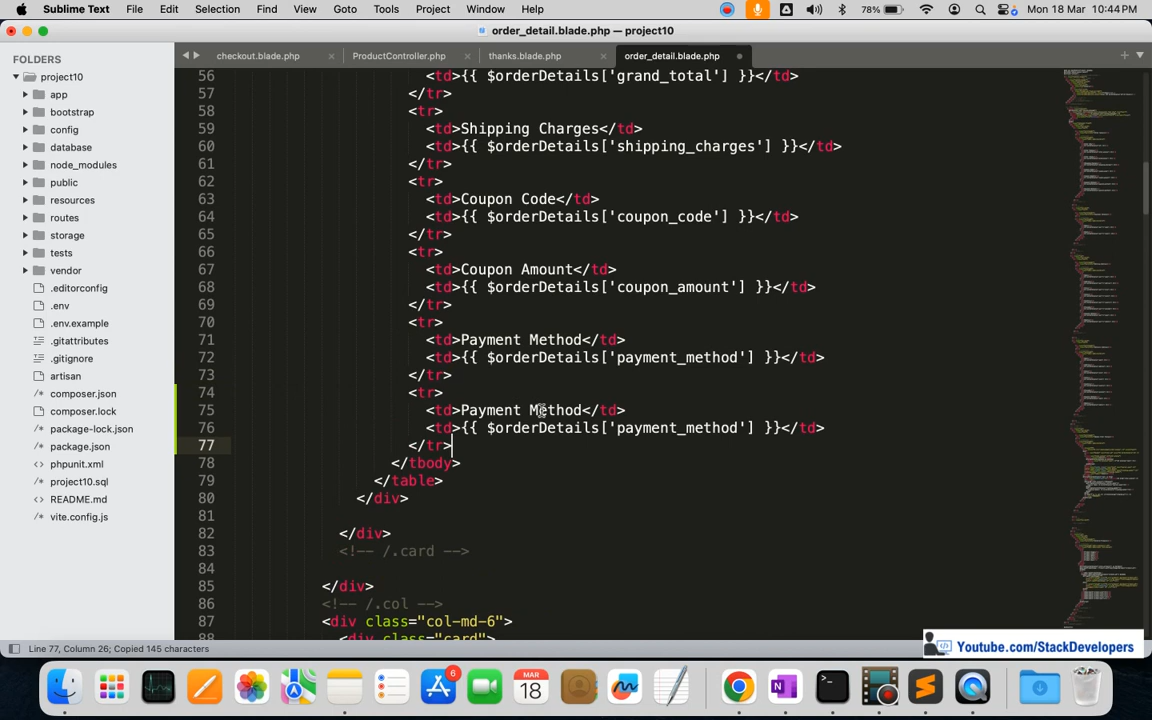 Sublime Text File Edit Selection Find View Goto Tools Project Window Help 78% Mon 18 Mar 10:44 PM
order_detail.blade.php — project10
FOLDERS
project10
app
bootstrap
config
database
node_modules
public
resources
routes
storage
tests
vendor
.editorconfig
.env
.env.example
.gitattributes
.gitignore
artisan
composer.json
composer.lock
package-lock.json
package.json
phpunit.xml
project10.sql
README.md
vite.config.js
checkout.blade.php ProductController.php thanks.blade.php order_detail.blade.php
56 <td>{{ $orderDetails['grand_total'] }}</td>
57 </tr>
58 <tr>
59 <td>Shipping Charges</td>
60 <td>{{ $orderDetails['shipping_charges'] }}</td>
61 </tr>
62 <tr>
63 <td>Coupon Code</td>
64 <td>{{ $orderDetails['coupon_code'] }}</td>
65 </tr>
66 <tr>
67 <td>Coupon Amount</td>
68 <td>{{ $orderDetails['coupon_amount'] }}</td>
69 </tr>
70 <tr>
71 <td>Payment Method</td>
72 <td>{{ $orderDetails['payment_method'] }}</td>
73 </tr>
74 <tr>
75 <td>Payment Method</td>
76 <td>{{ $orderDetails['payment_method'] }}</td>
77 </tr>
78 </tbody>
79 </table>
80 </div>
81
82 </div>
83 <!-- /.card -->
84
85 </div>
86 <!-- /.col -->
87 <div class="col-md-6">
88 <div class="card">
Line 77, Column 26; Copied 145 characters
Youtube.com/StackDevelopers
6
MAR
18